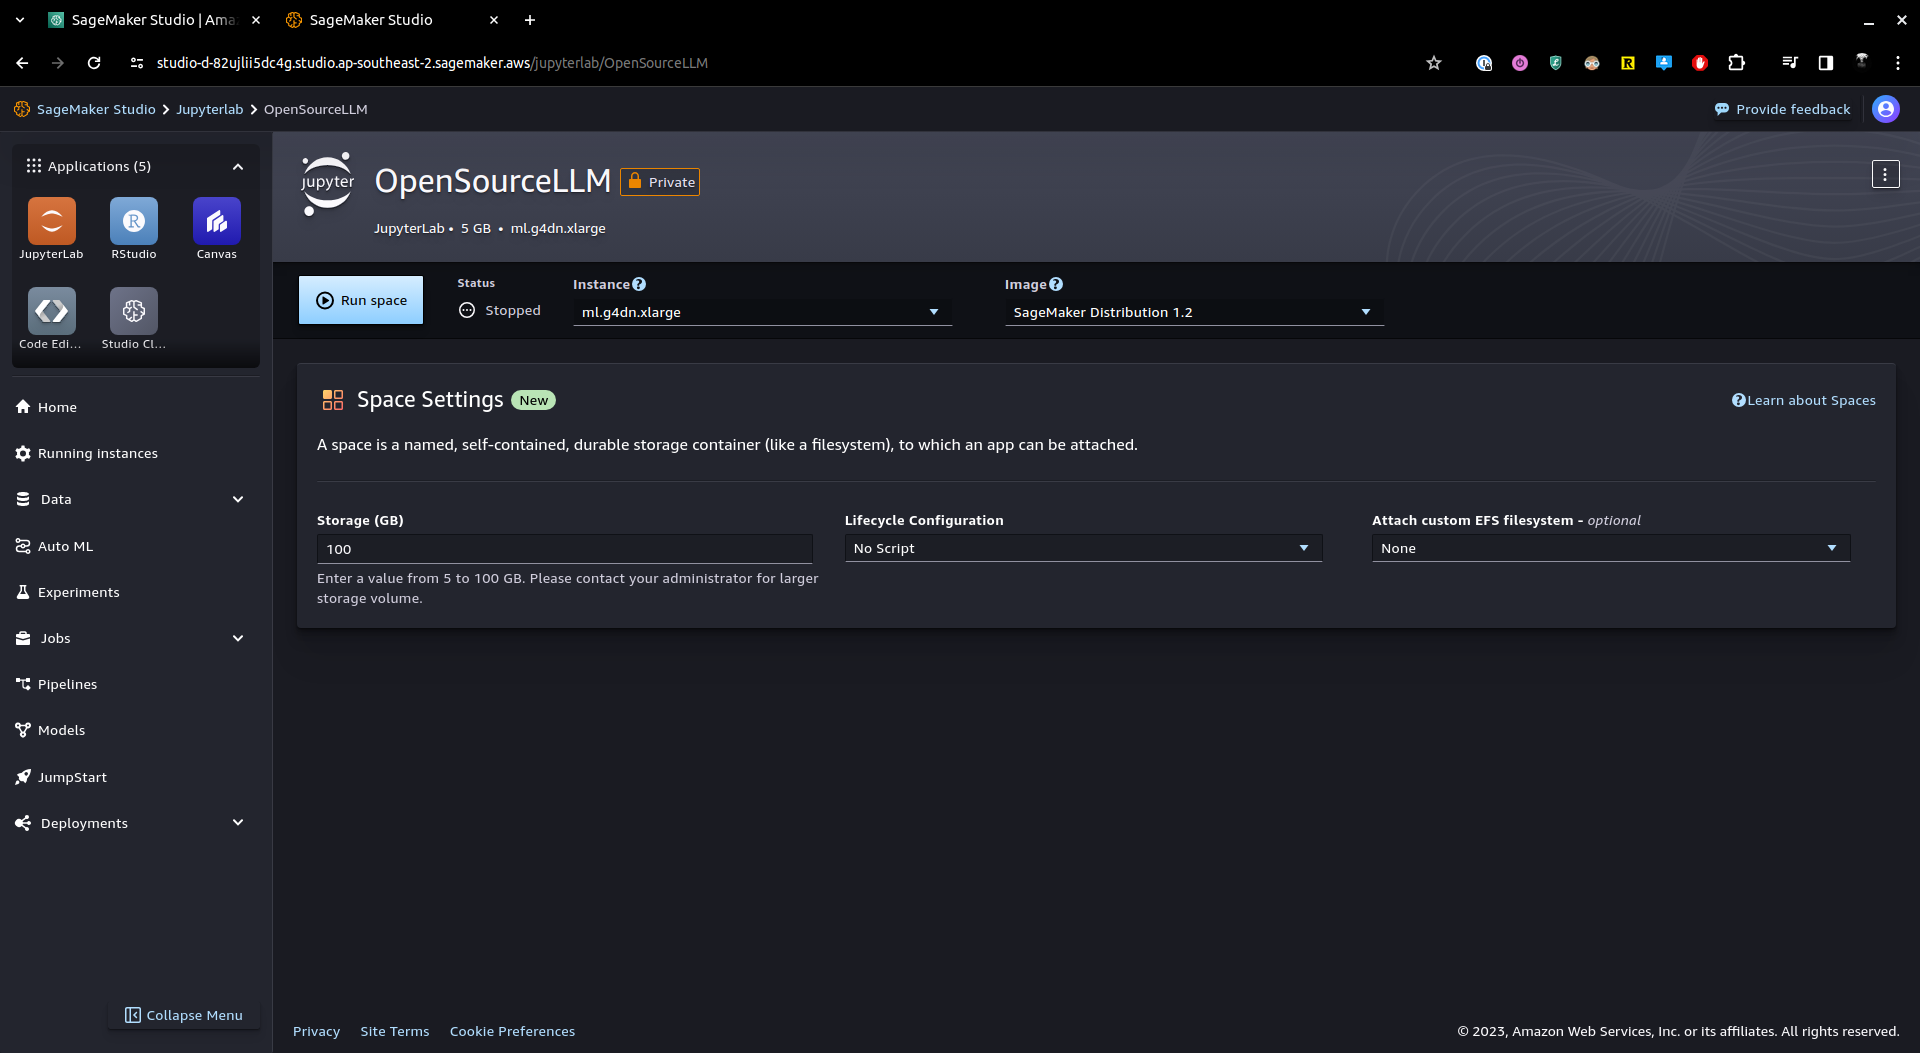 SageMaker Studio | Ama
SageMaker Studio
studio-d-82ujlii5dc4g.studio.ap-southeast-2.sagemaker.aws/jupyterlab/OpenSourceLLM
SageMaker Studio > Jupyterlab > OpenSourceLLM
Provide feedback
Applications (5)
JupyterLab RStudio Canvas
Code Edi... Studio Cl...
Home
Running instances
Data
Auto ML
Experiments
Jobs
Pipelines
Models
JumpStart
Deployments
Collapse Menu
jupyter
OpenSourceLLM Private
JupyterLab • 5 GB • ml.g4dn.xlarge
Run space
Status
Stopped
Instance
ml.g4dn.xlarge
Image
SageMaker Distribution 1.2
Space Settings New
Learn about Spaces
A space is a named, self-contained, durable storage container (like a filesystem), to which an app can be attached.
Storage (GB)
100
Enter a value from 5 to 100 GB. Please contact your administrator for larger
storage volume.
Lifecycle Configuration
No Script
Attach custom EFS filesystem - optional
None
Privacy Site Terms Cookie Preferences
© 2023, Amazon Web Services, Inc. or its affiliates. All rights reserved.